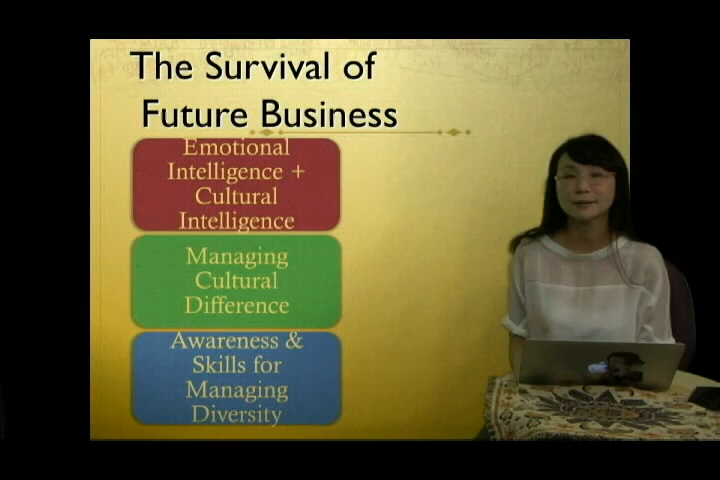 The Survival of
Future Business
Emotional
Intelligence +
Cultural
Intelligence
Managing
Cultural
Difference
Awareness &
Skills for
Managing
Diversity